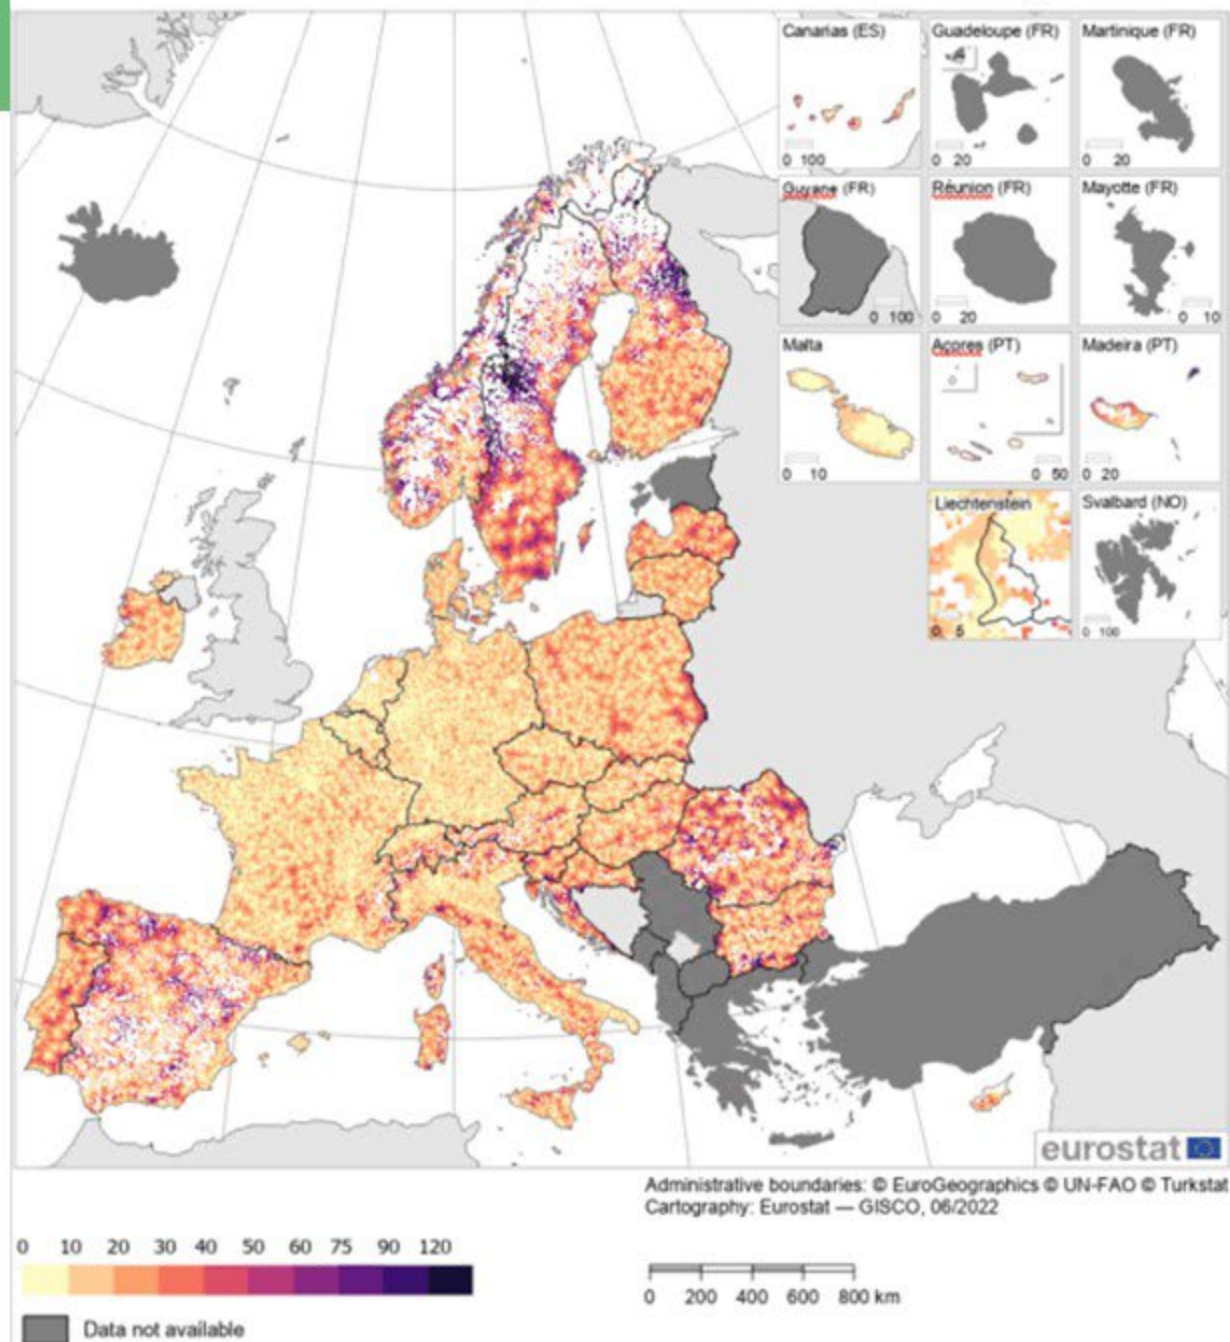 Canarias (ES)
0 100
Guadeloupe (FR)
0 20
Martinique (FR)
0 20
Guyane (FR)
0 100
Réunion (FR)
0 20
Mayotte (FR)
0 10
Malta
0 10
Açores (PT)
0 50
Madeira (PT)
0 20
Liechtenstein
0 5
Svalbard (NO)
0 100
eurostat
Administrative boundaries: © EuroGeographics © UN-FAO © Turkstat
Cartography: Eurostat — GISCO, 06/2022
0 10 20 30 40 50 60 75 90 120
0 200 400 600 800 km
Data not available